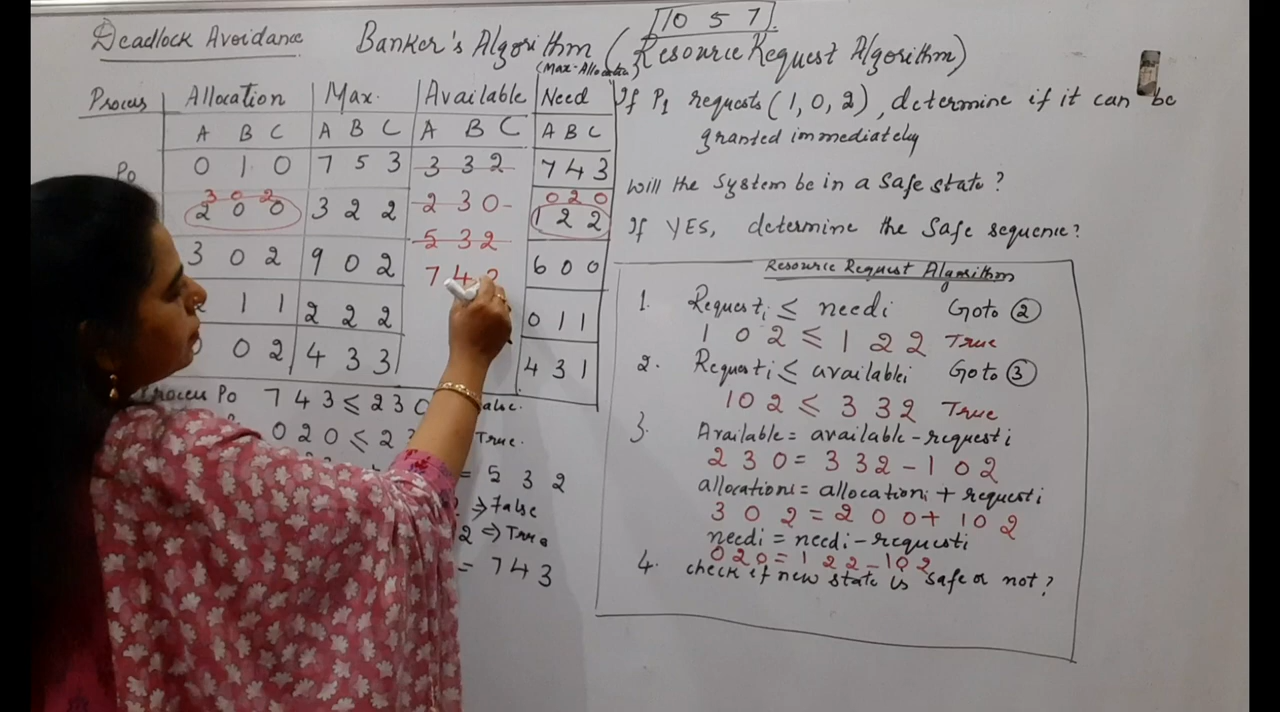 10 5 7
Deadlock Avoidance Banker's Algorithm (Resource Request Algorithm)
(Max-Allocation)
Process Allocation Max. Available Need
A B C A B C A B C A B C
P0 0 1 0 7 5 3 3 3 2 7 4 3
3 0 2 0 2 0
2 0 0 3 2 2 2 3 0 1 2 2
5 3 2
3 0 2 9 0 2 7 4 6 0 0
1 1 2 2 2 0 1 1
0 2 4 3 3 4 3 1
Process P0 7 4 3 ≤ 2 3 0 False.
0 2 0 ≤ 2 3 True.
= 5 3 2
⇒ False
2 ⇒ True
= 7 4 3
If P1 requests (1, 0, 2), determine if it can be
granted immediately
Will the System be in a Safe state?
If YES, determine the Safe sequence?
Resource Request Algorithm
1. Requesti ≤ needi Goto ②
1 0 2 ≤ 1 2 2 True
2. Requesti ≤ availablei Goto ③
1 0 2 ≤ 3 3 2 True
3. Available = available - requesti
2 3 0 = 3 3 2 - 1 0 2
allocationi = allocationi + requesti
3 0 2 = 2 0 0 + 1 0 2
needi = needi - requesti
0 2 0 = 1 2 2 - 1 0 2
4. check if new state is safe or not?